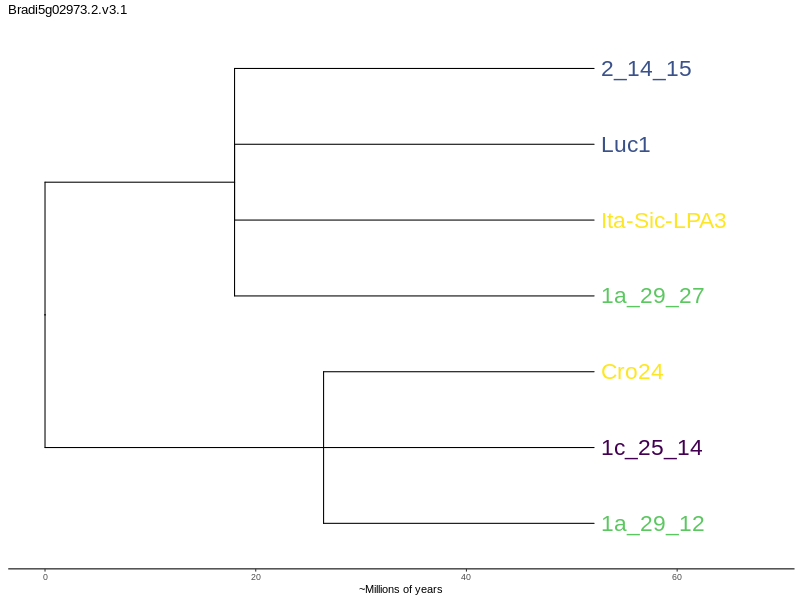 Bradi5g02973.2.v3.1
2_14_15
Luc1
Ita-Sic-LPA3
1a_29_27
Cro24
1c_25_14
1a_29_12
0 20 40 60
~Millions of years